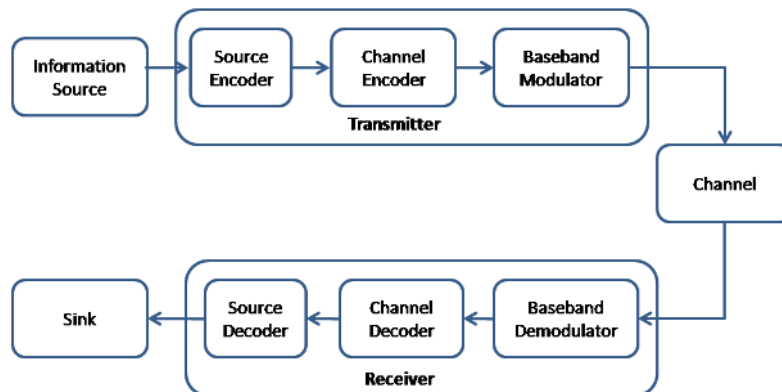 Information
Source
Source
Encoder
Channel
Encoder
Baseband
Modulator
Transmitter
Channel
Sink
Source
Decoder
Channel
Decoder
Baseband
Demodulator
Receiver